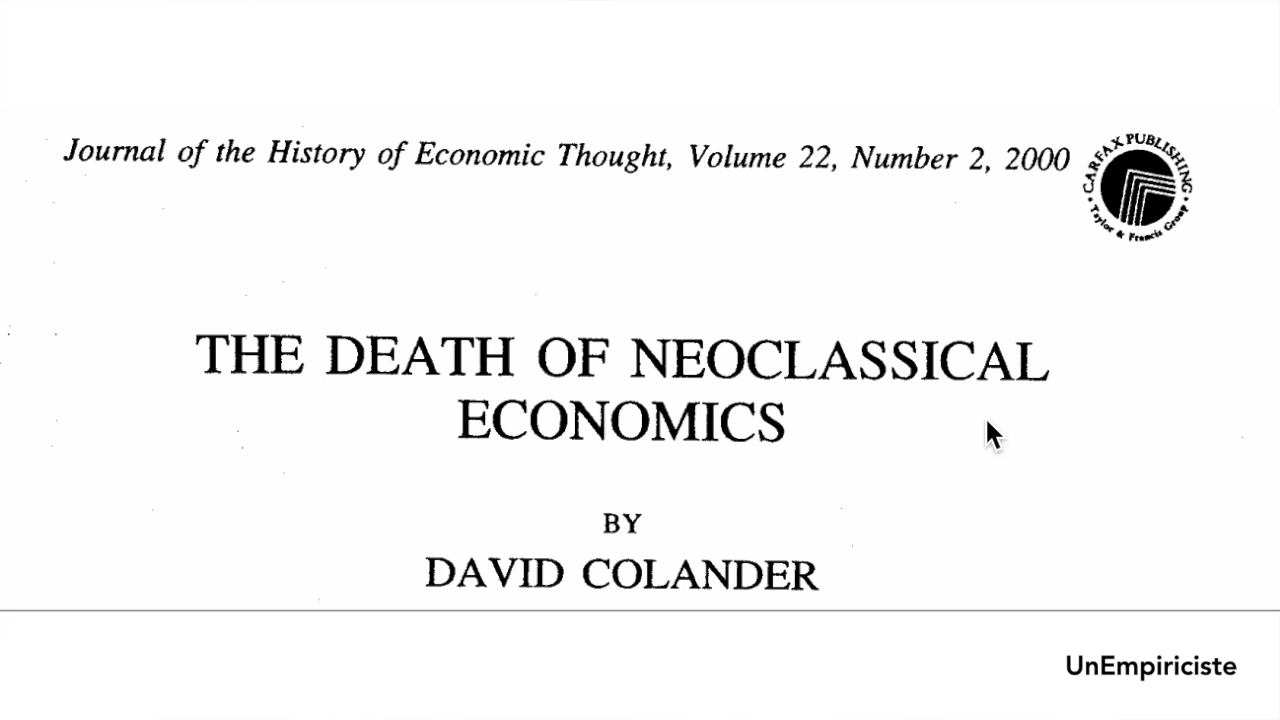 Journal of the History of Economic Thought, Volume 22, Number 2, 2000
CARFAX PUBLISHING
Taylor & Francis Group
THE DEATH OF NEOCLASSICAL
ECONOMICS
BY
DAVID COLANDER
UnEmpiriciste